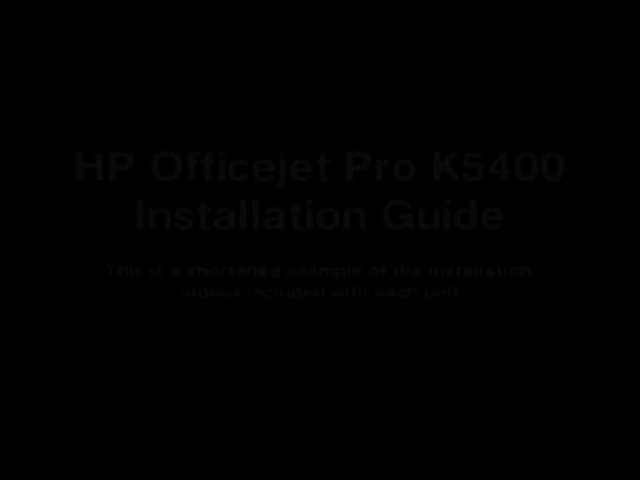 HP Officejet Pro K5400
Installation Guide
This is a shortened example of the installation
videos included with each unit